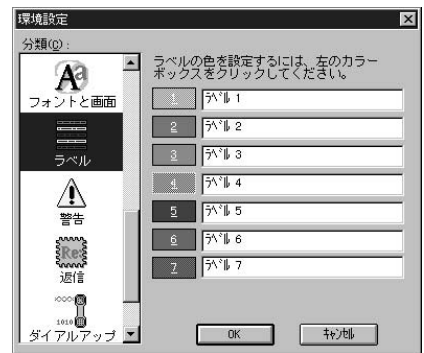 環境設定
分類(O):
フォントと画面
ラベル
警告
Re:
返信
1010
ダイアルアップ
ラベルの色を設定するには、左のカラー
ボックスをクリックしてください。
1 ﾗﾍﾞﾙ 1
2 ﾗﾍﾞﾙ 2
3 ﾗﾍﾞﾙ 3
4 ﾗﾍﾞﾙ 4
5 ﾗﾍﾞﾙ 5
6 ﾗﾍﾞﾙ 6
7 ﾗﾍﾞﾙ 7
OK
ｷｬﾝｾﾙ